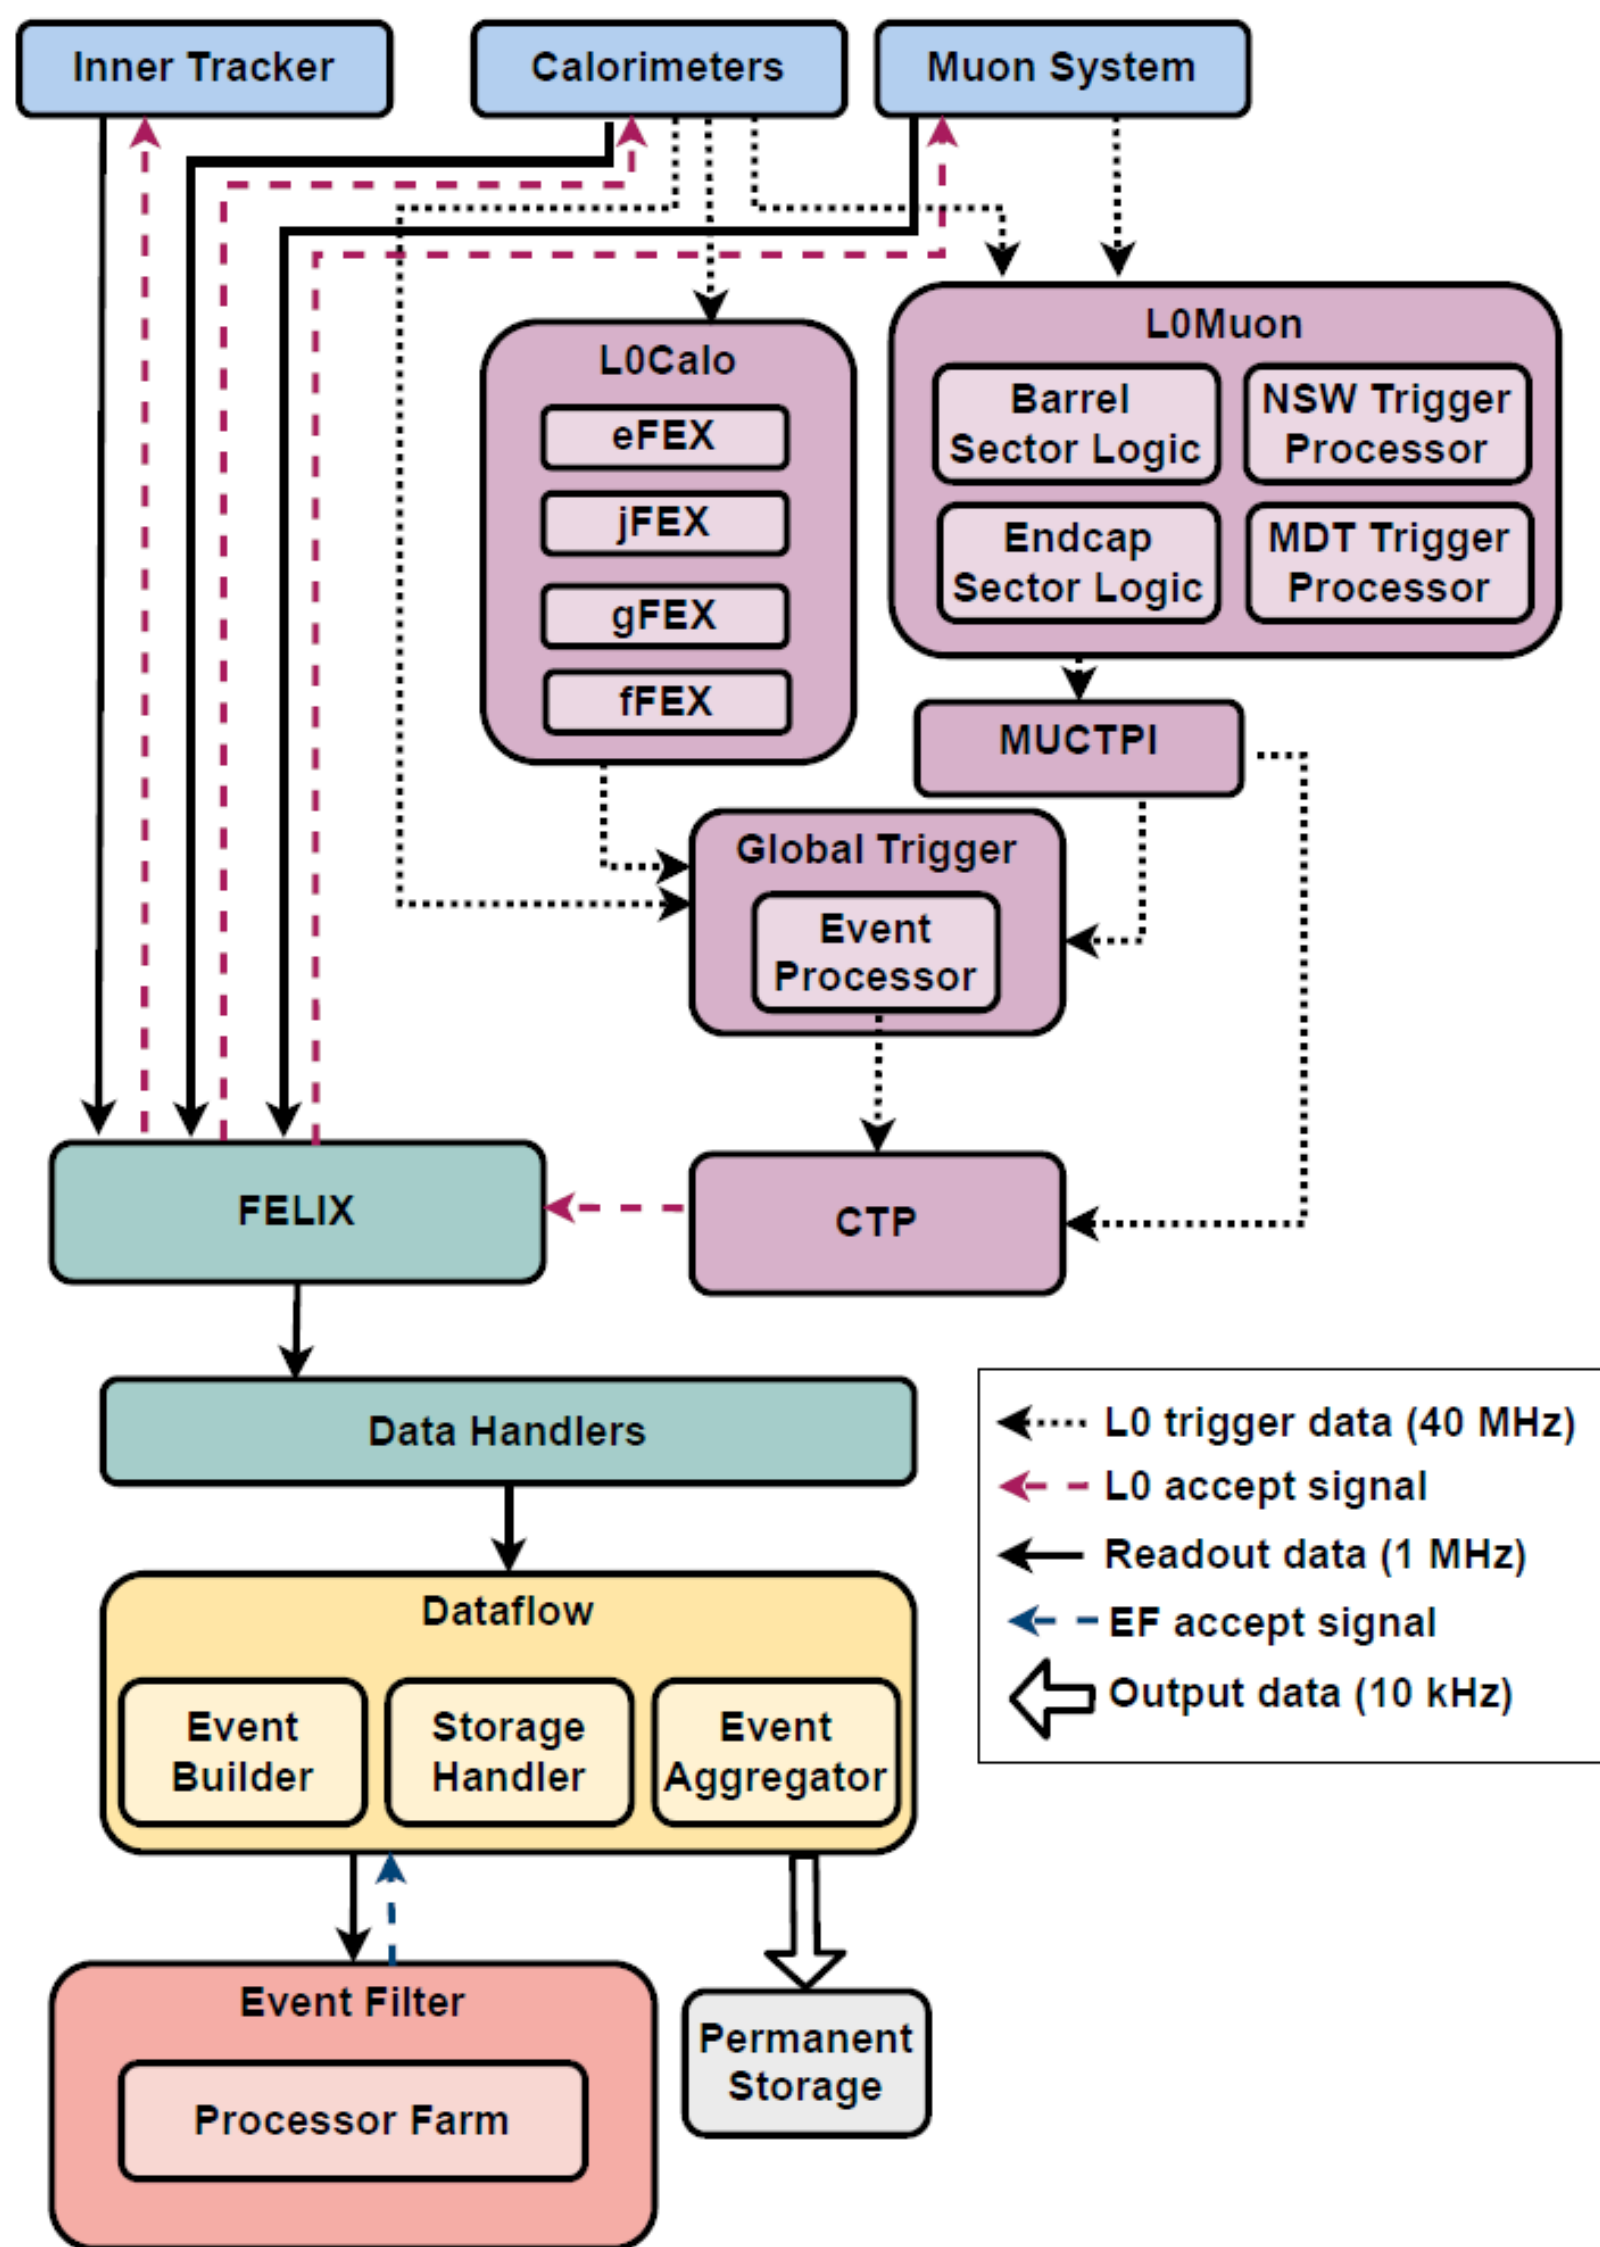 Inner Tracker
Calorimeters
Muon System
L0Calo
eFEX
jFEX
gFEX
fFEX
L0Muon
Barrel
Sector Logic
NSW Trigger
Processor
Endcap
Sector Logic
MDT Trigger
Processor
MUCTPI
Global Trigger
Event
Processor
FELIX
CTP
Data Handlers
L0 trigger data (40 MHz)
L0 accept signal
Readout data (1 MHz)
EF accept signal
Output data (10 kHz)
Dataflow
Event
Builder
Storage
Handler
Event
Aggregator
Event Filter
Processor Farm
Permanent
Storage